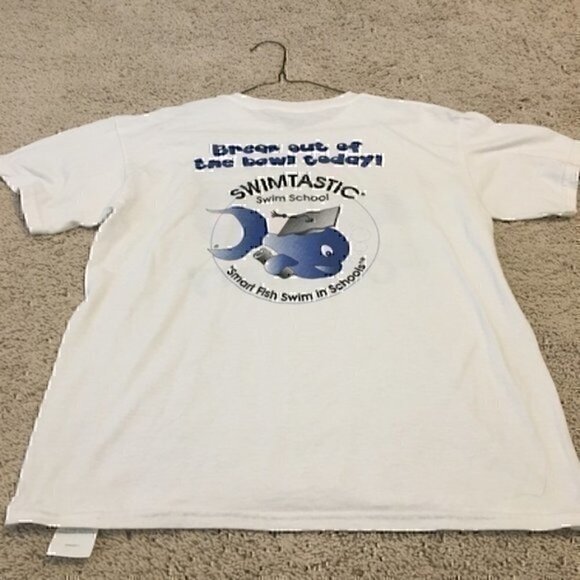 Break out of
the bowl today!
SWIMTASTIC®
Swim School
"Smart Fish Swim in Schools"™